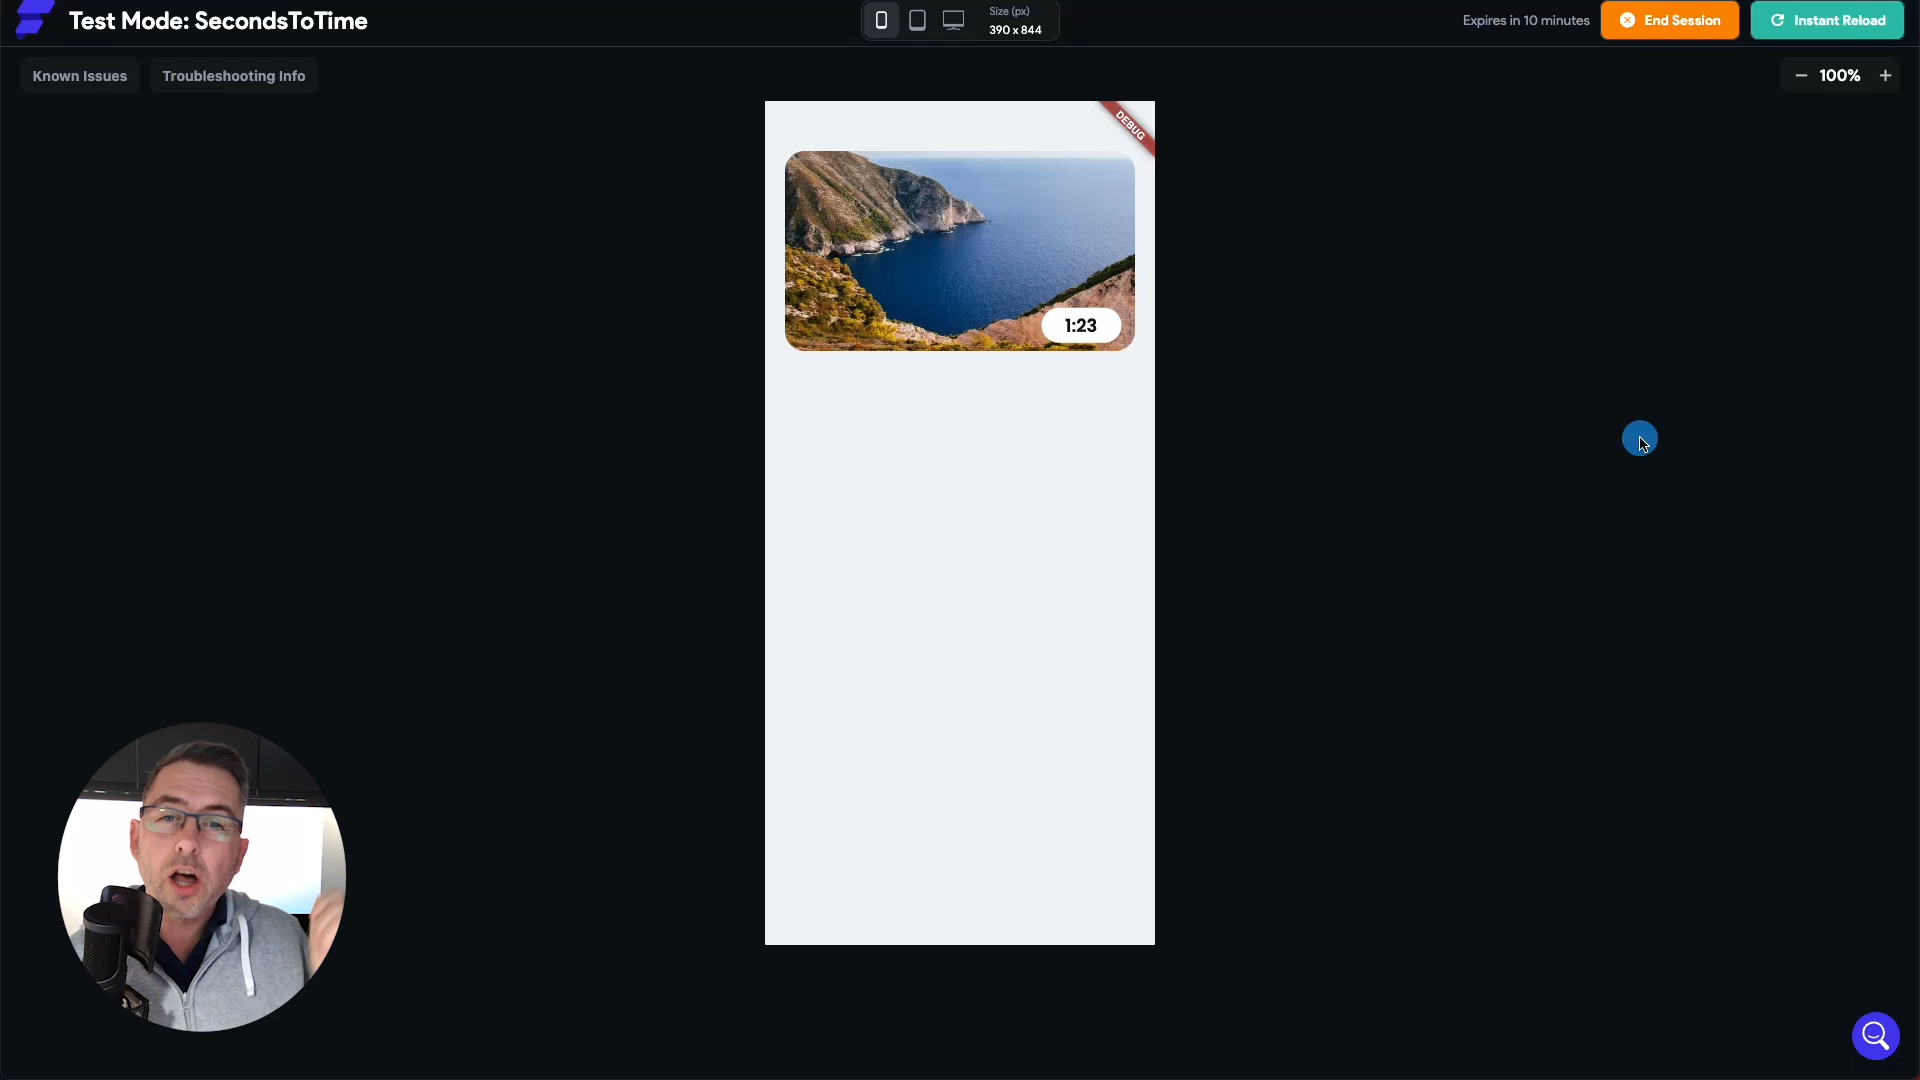 Test Mode: SecondsToTime
Size (px)
390 x 844
Expires in 10 minutes
End Session
Instant Reload
Known Issues
Troubleshooting Info
100%
DEBUG
1:23